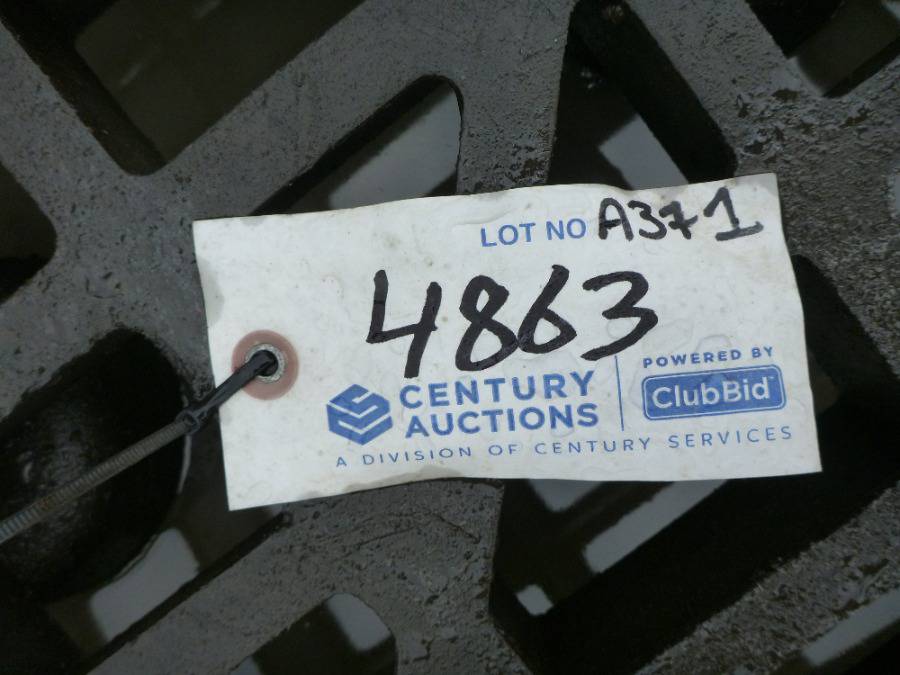 LOT NO A371
4863
CENTURY AUCTIONS
POWERED BY
ClubBid
A DIVISION OF CENTURY SERVICES